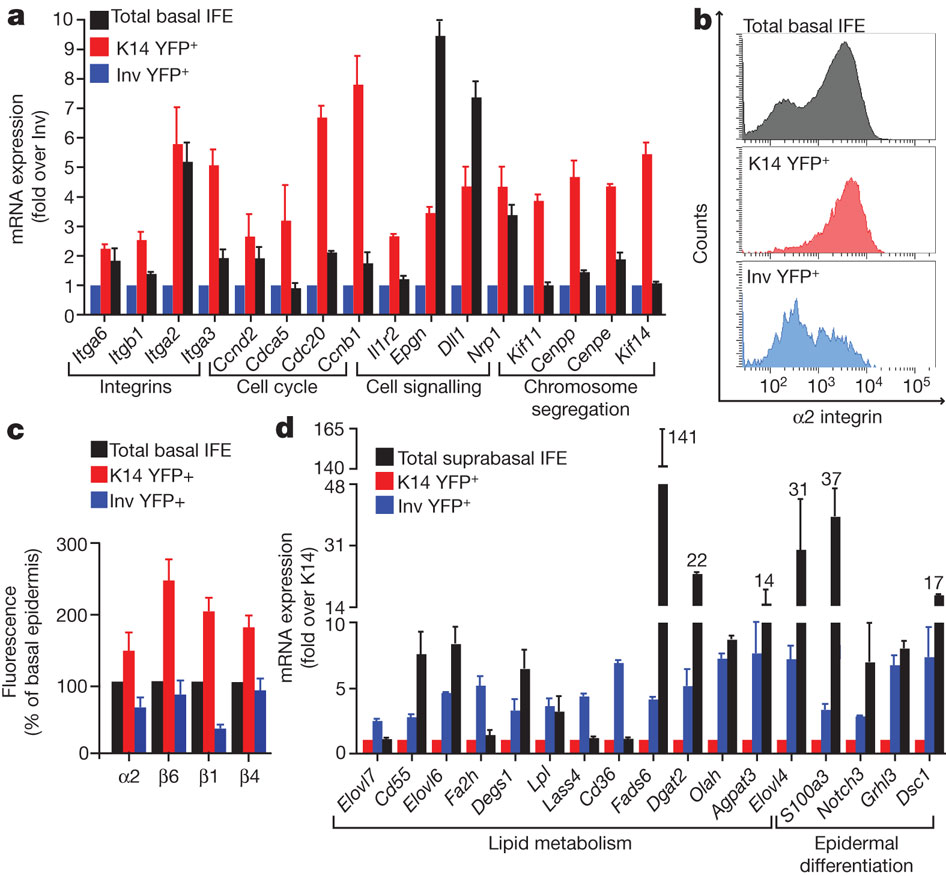 a
Total basal IFE
K14 YFP+
Inv YFP+
mRNA expression
(fold over Inv)
10
9
8
7
6
5
4
3
2
1
0
Itga6
Itgb1
Itga2
Itga3
Ccnd2
Cdca5
Cdc20
Ccnb1
Il1r2
Epgn
Dll1
Nrp1
Kif11
Cenpp
Cenpe
Kif14
Integrins
Cell cycle
Cell signalling
Chromosome
segregation
b
Total basal IFE
K14 YFP+
Inv YFP+
Counts
10² 10³ 10⁴ 10⁵
α2 integrin
c
Total basal IFE
K14 YFP+
Inv YFP+
Fluorescence
(% of basal epidermis)
300
200
100
0
α2 β6 β1 β4
d
Total suprabasal IFE
K14 YFP+
Inv YFP+
mRNA expression
(fold over K14)
165
140
48
31
14
10
5
0
141
22
14
31
37
17
Elovl7
Cd55
Elovl6
Fa2h
Degs1
Lpl
Lass4
Cd36
Fads6
Dgat2
Olah
Agpat3
Elovl4
S100a3
Notch3
Grhl3
Dsc1
Lipid metabolism
Epidermal
differentiation